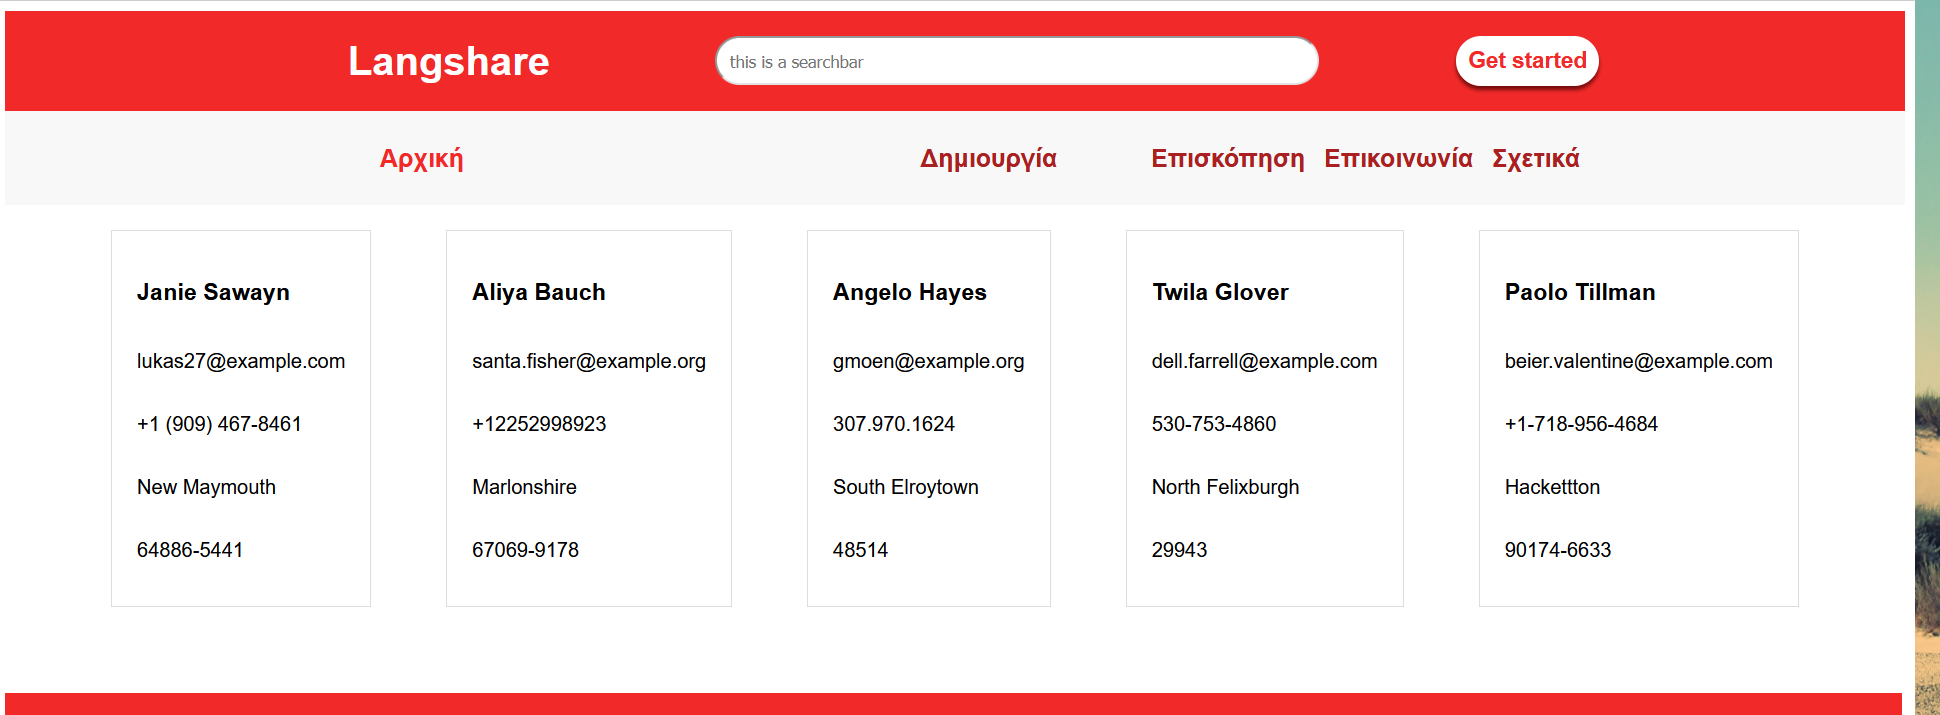 Langshare
this is a searchbar
Get started
Αρχική
Δημιουργία
Επισκόπηση
Επικοινωνία
Σχετικά
Janie Sawayn
lukas27@example.com
+1 (909) 467-8461
New Maymouth
64886-5441
Aliya Bauch
santa.fisher@example.org
+12252998923
Marlonshire
67069-9178
Angelo Hayes
gmoen@example.org
307.970.1624
South Elroytown
48514
Twila Glover
dell.farrell@example.com
530-753-4860
North Felixburgh
29943
Paolo Tillman
beier.valentine@example.com
+1-718-956-4684
Hackettton
90174-6633